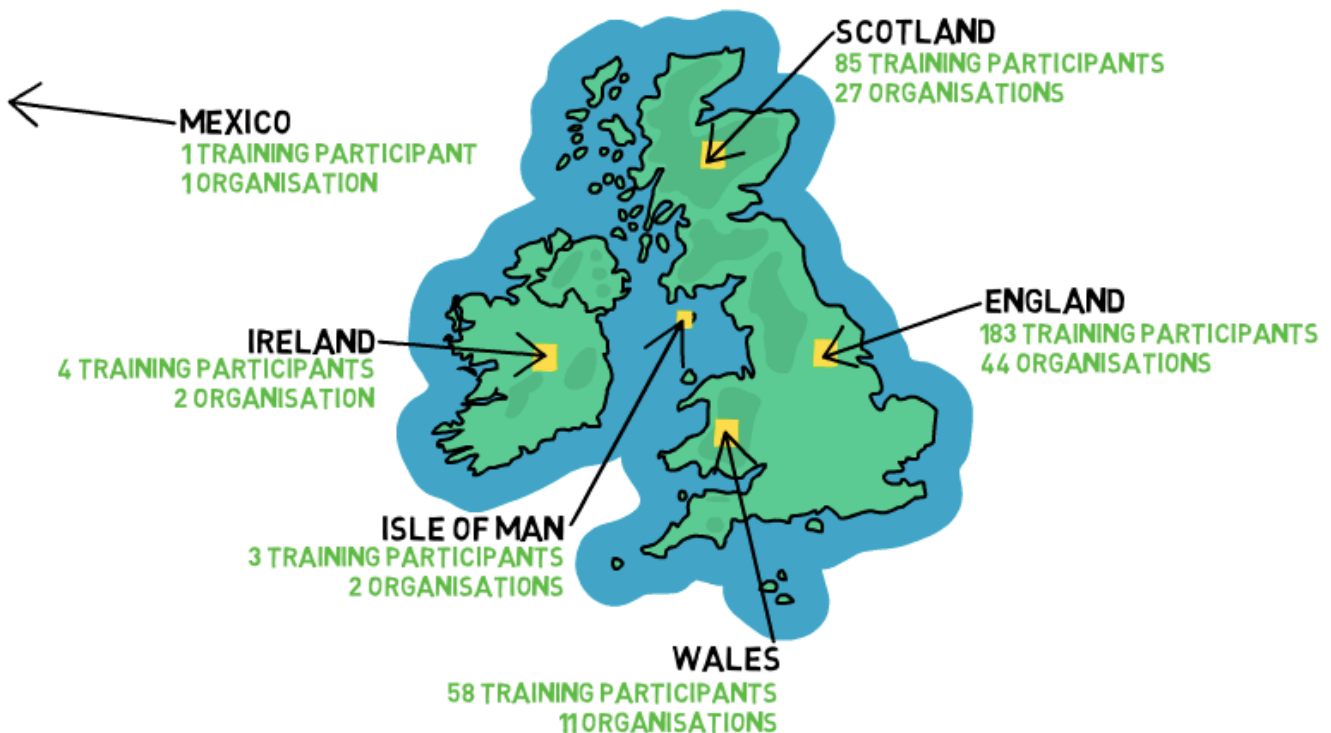 SCOTLAND
85 TRAINING PARTICIPANTS
27 ORGANISATIONS
MEXICO
1 TRAINING PARTICIPANT
1 ORGANISATION
ENGLAND
183 TRAINING PARTICIPANTS
44 ORGANISATIONS
IRELAND
4 TRAINING PARTICIPANTS
2 ORGANISATION
ISLE OF MAN
3 TRAINING PARTICIPANTS
2 ORGANISATIONS
WALES
58 TRAINING PARTICIPANTS
11 ORGANISATIONS